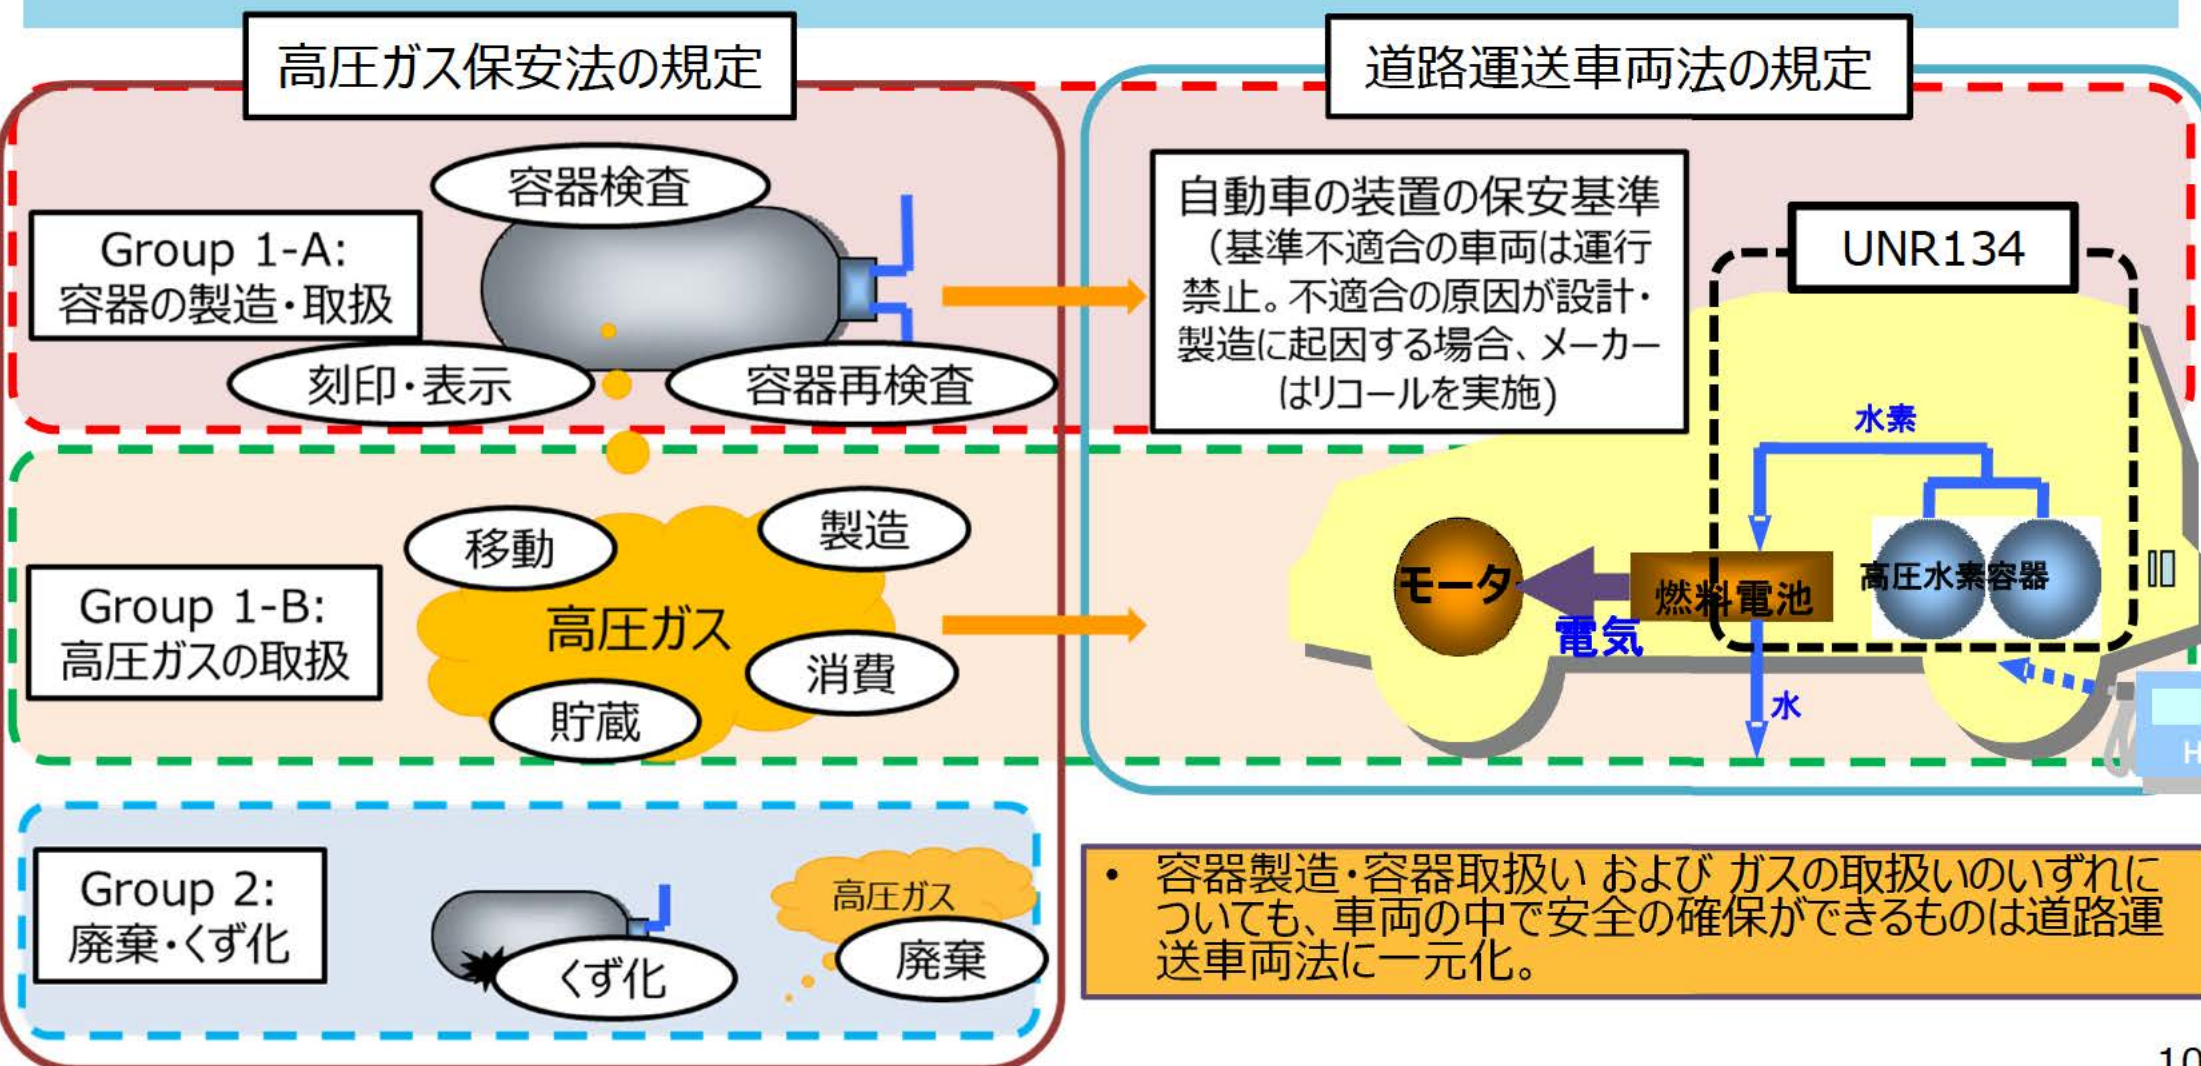 高圧ガス保安法の規定
道路運送車両法の規定
容器検査
Group 1-A:
容器の製造・取扱
刻印・表示
容器再検査
自動車の装置の保安基準
（基準不適合の車両は運行
禁止。不適合の原因が設計・
製造に起因する場合、メーカー
はリコールを実施)
UNR134
水素
移動
製造
Group 1-B:
高圧ガスの取扱
高圧ガス
消費
貯蔵
モータ
燃料電池
高圧水素容器
電気
水
H
Group 2:
廃棄・くず化
くず化
高圧ガス
廃棄
• 容器製造・容器取扱い および ガスの取扱いのいずれに
ついても、車両の中で安全の確保ができるものは道路運
送車両法に一元化。
10